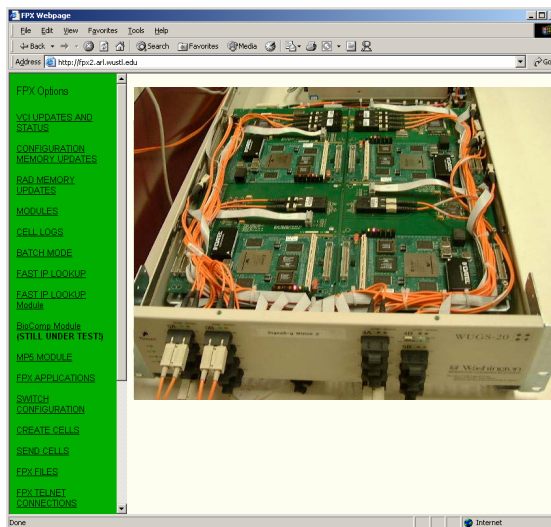 FPX Webpage
File Edit View Favorites Tools Help
Back Search Favorites Media
Address http://fpx2.arl.wustl.edu Go
FPX Options
VCI UPDATES AND
STATUS
CONFIGURATION
MEMORY UPDATES
RAD MEMORY
UPDATES
MODULES
CELL LOGS
BATCH MODE
FAST IP LOOKUP
FAST IP LOOKUP
Module
BioComp Module
(STILL UNDER TEST!)
MP5 MODULE
FPX APPLICATIONS
SWITCH
CONFIGURATION
CREATE CELLS
SEND CELLS
FPX FILES
FPX TELNET
CONNECTIONS
WUGS-20
Washington
Done Internet